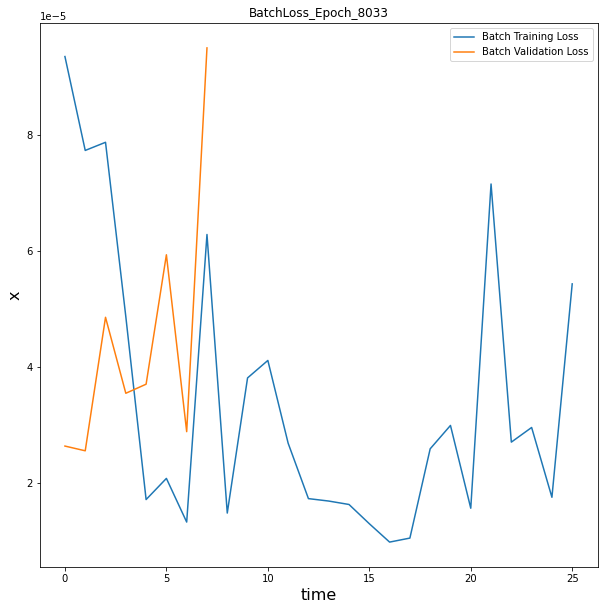 BatchLoss_Epoch_8033
1e−5
Batch Training Loss
Batch Validation Loss
8
6
4
2
x
0 5 10 15 20 25
time